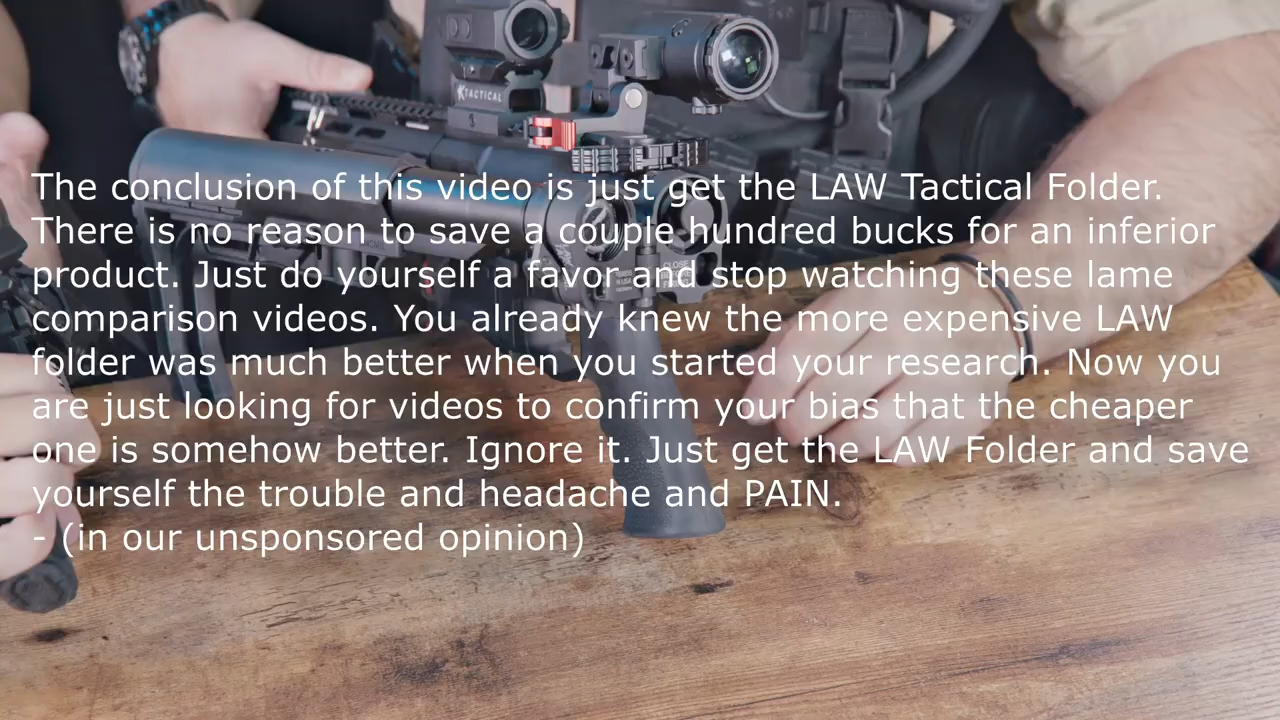 TACTICAL
The conclusion of this video is just get the LAW Tactical Folder.
There is no reason to save a couple hundred bucks for an inferior
product. Just do yourself a favor and stop watching these lame
comparison videos. You already knew the more expensive LAW
folder was much better when you started your research. Now you
are just looking for videos to confirm your bias that the cheaper
one is somehow better. Ignore it. Just get the LAW Folder and save
yourself the trouble and headache and PAIN.
- (in our unsponsored opinion)
CLOSE